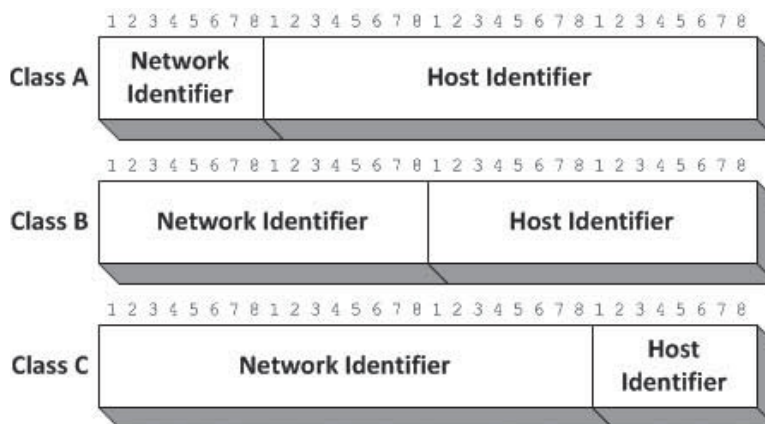 1 2 3 4 5 6 7 8 1 2 3 4 5 6 7 8 1 2 3 4 5 6 7 8 1 2 3 4 5 6 7 8
Class A
Network
Identifier
Host Identifier
1 2 3 4 5 6 7 8 1 2 3 4 5 6 7 8 1 2 3 4 5 6 7 8 1 2 3 4 5 6 7 8
Class B
Network Identifier
Host Identifier
1 2 3 4 5 6 7 8 1 2 3 4 5 6 7 8 1 2 3 4 5 6 7 8 1 2 3 4 5 6 7 8
Class C
Network Identifier
Host
Identifier